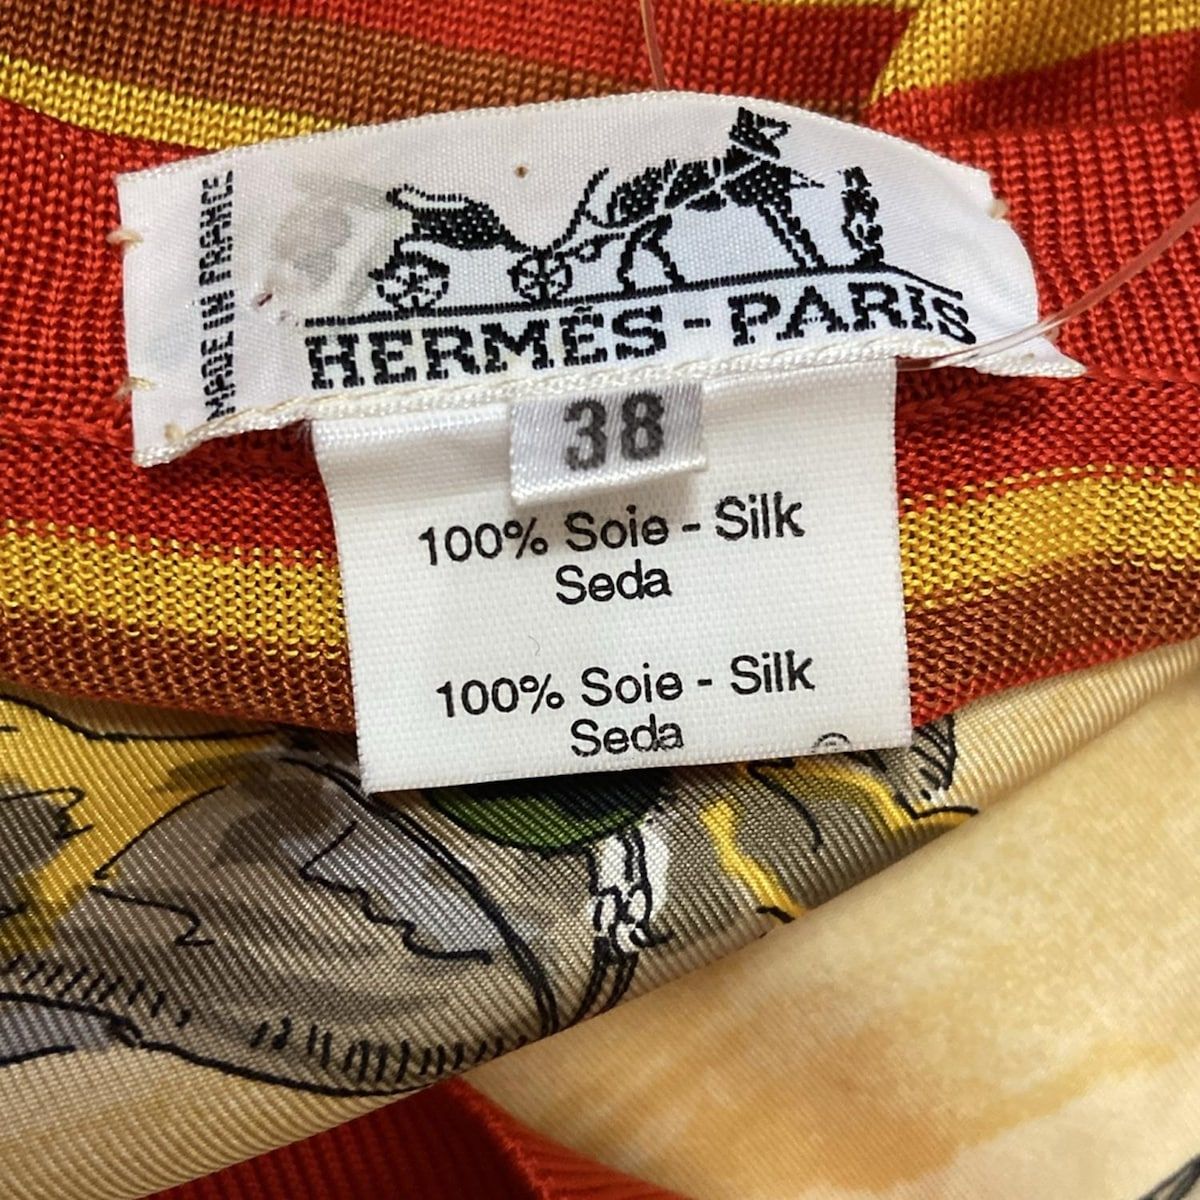 MADE IN FRANCE
HERMÈS-PARIS
38
100% Soie - Silk
Seda
100% Soie - Silk
Seda